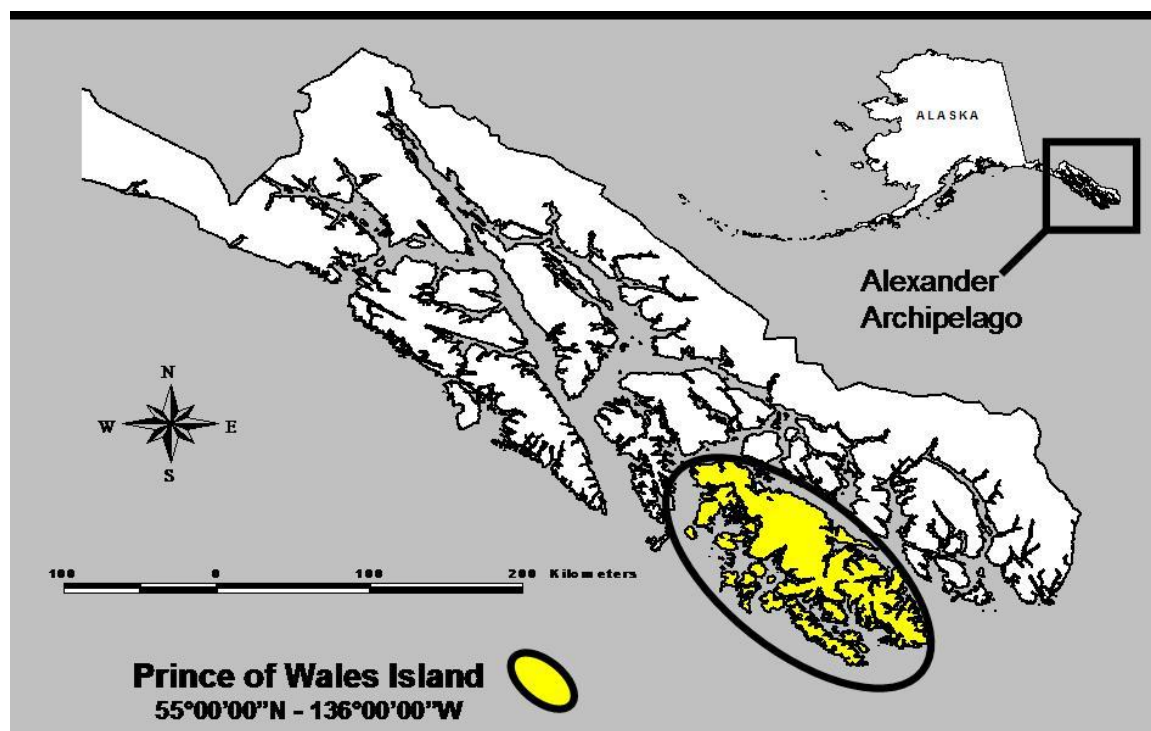 ALASKA
Alexander
Archipelago
N
W E
S
100 0 100 200 Kilometers
Prince of Wales Island
55°00’00”N - 136°00’00”W